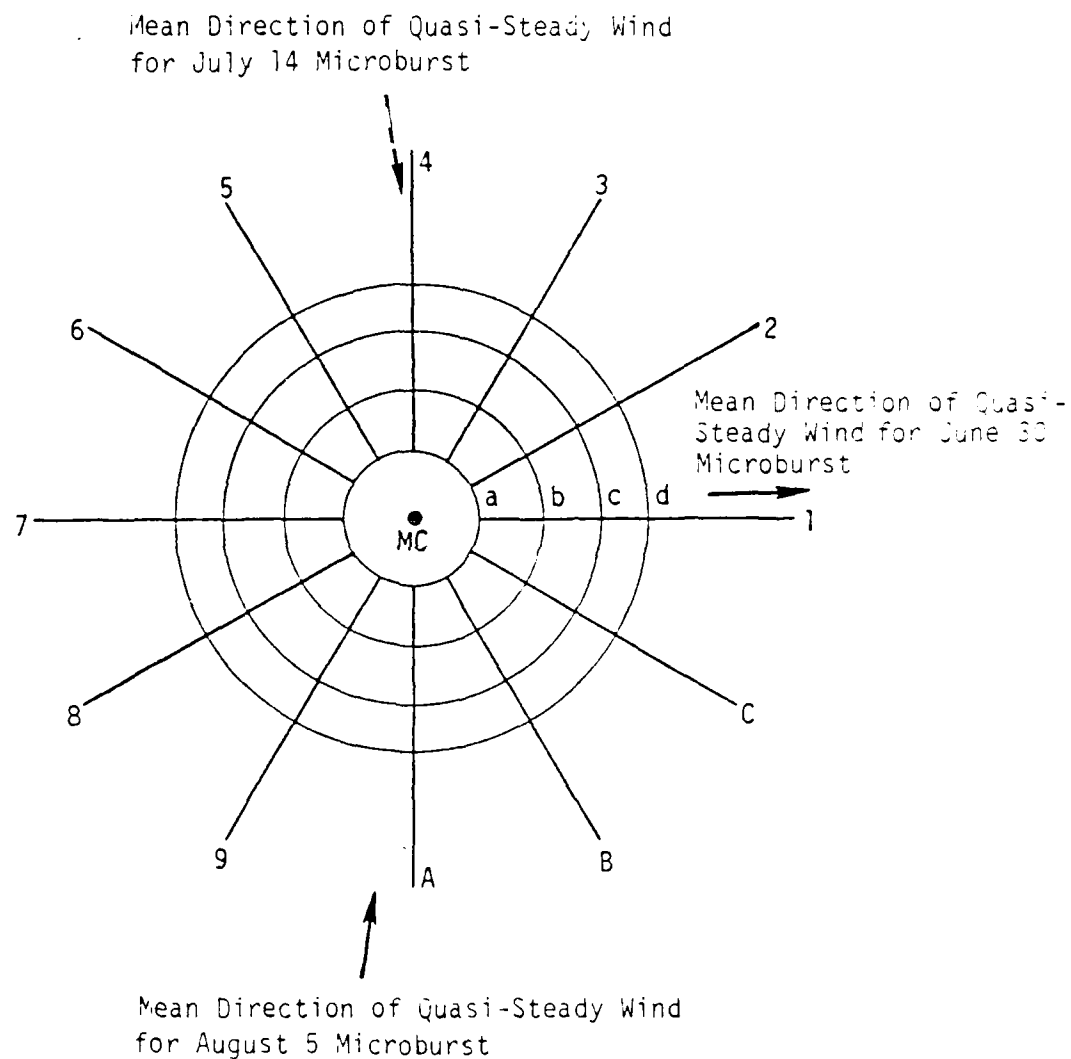 Mean Direction of Quasi-Steady Wind
for July 14 Microburst
4
5
3
6
2
Mean Direction of Quasi-
Steady Wind for June 30
Microburst
a b c d
7
MC
1
8
C
9
B
A
Mean Direction of Quasi-Steady Wind
for August 5 Microburst